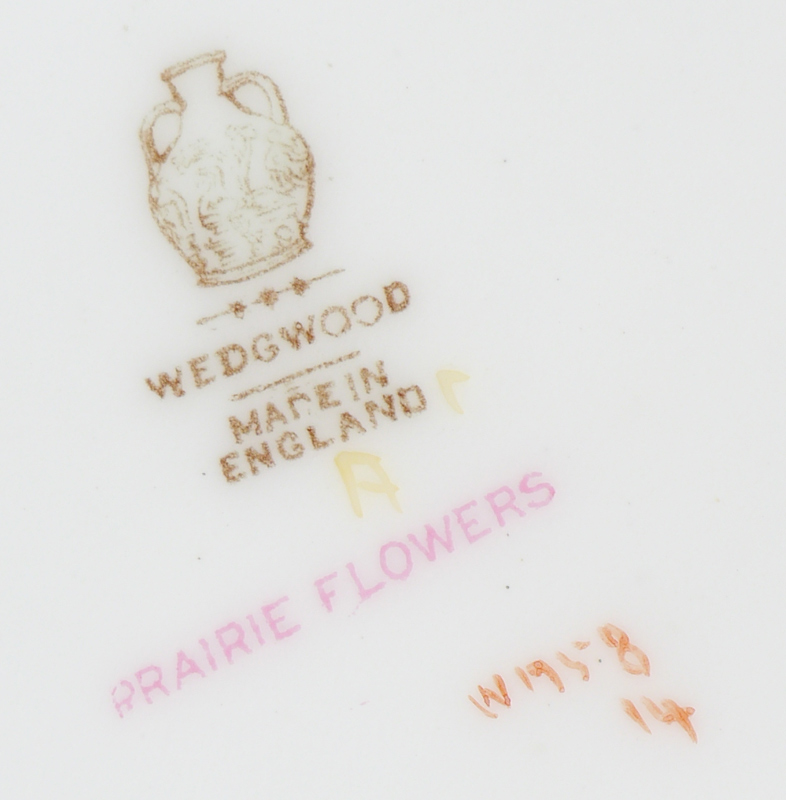 WEDGWOOD
MADE IN
ENGLAND
A
PRAIRIE FLOWERS
W1958
14